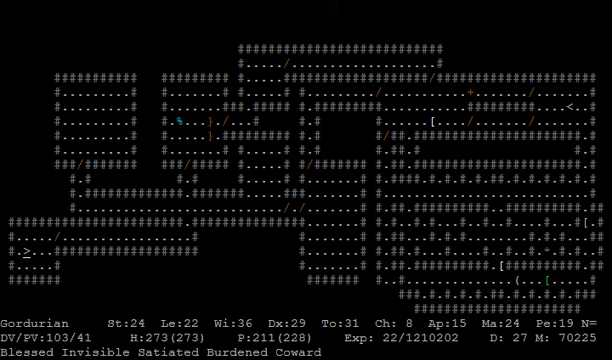 Gordurian St:24 Le:22 Wi:36 Dx:29 To:31 Ch: 8 Ap:15 Ma:24 Pe:19 N=
DV/PV:103/41 H:273(273) P:211(228) Exp: 22/1210202 D: 27 W M: 70225
Blessed Invisible Satiated Burdened Coward